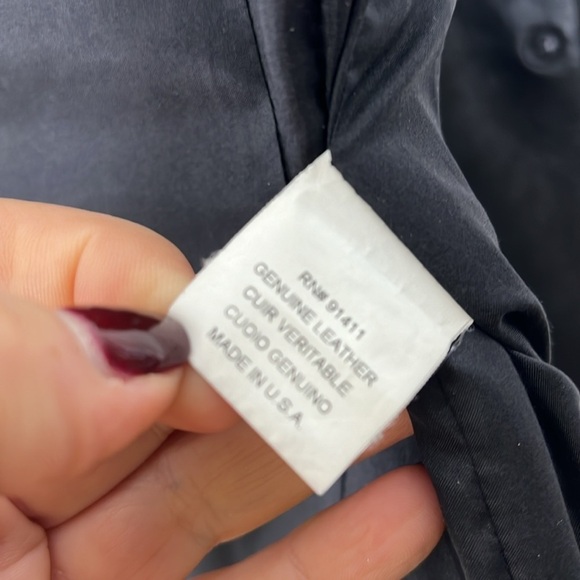 RN# 91411
GENUINE LEATHER
CUIR VERITABLE
CUOIO GENUINO
MADE IN U.S.A.